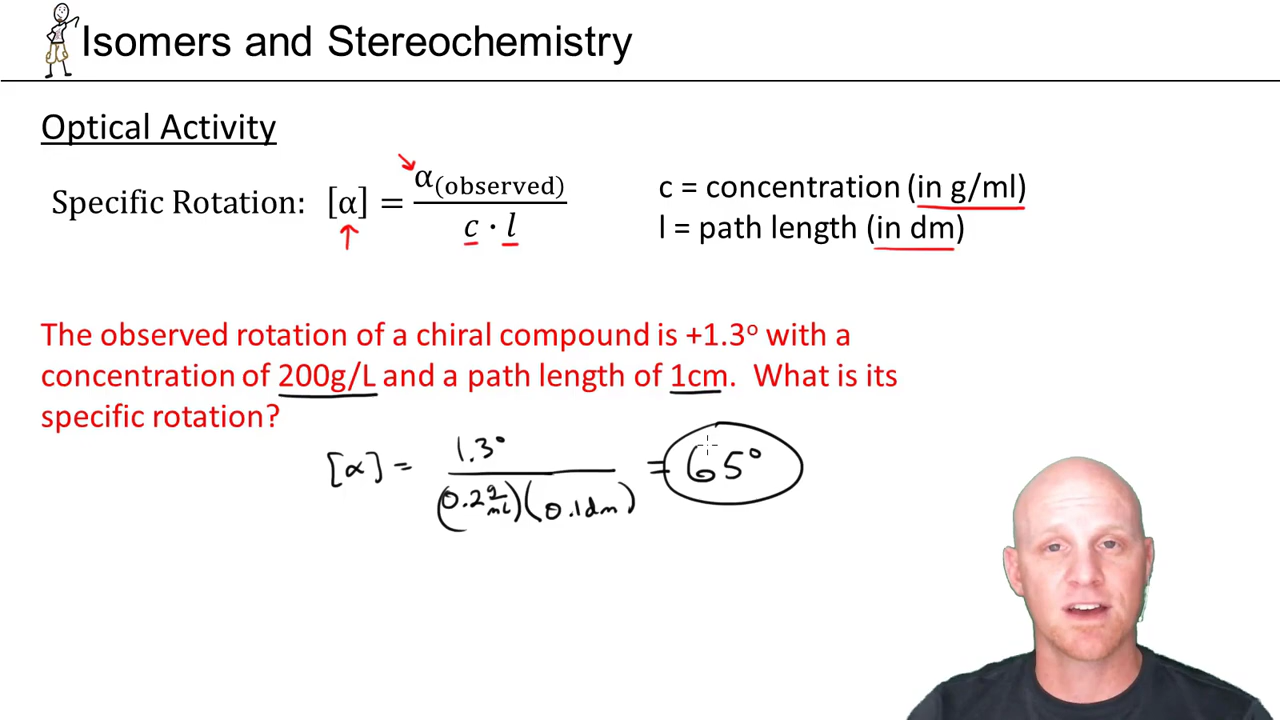 Isomers and Stereochemistry
Optical Activity
Specific Rotation: [α] = α(observed) / c · l
c = concentration (in g/ml)
l = path length (in dm)
The observed rotation of a chiral compound is +1.3° with a
concentration of 200g/L and a path length of 1cm. What is its
specific rotation?
[α] = 1.3° / (0.2 g/mL)(0.1dm) = 65°